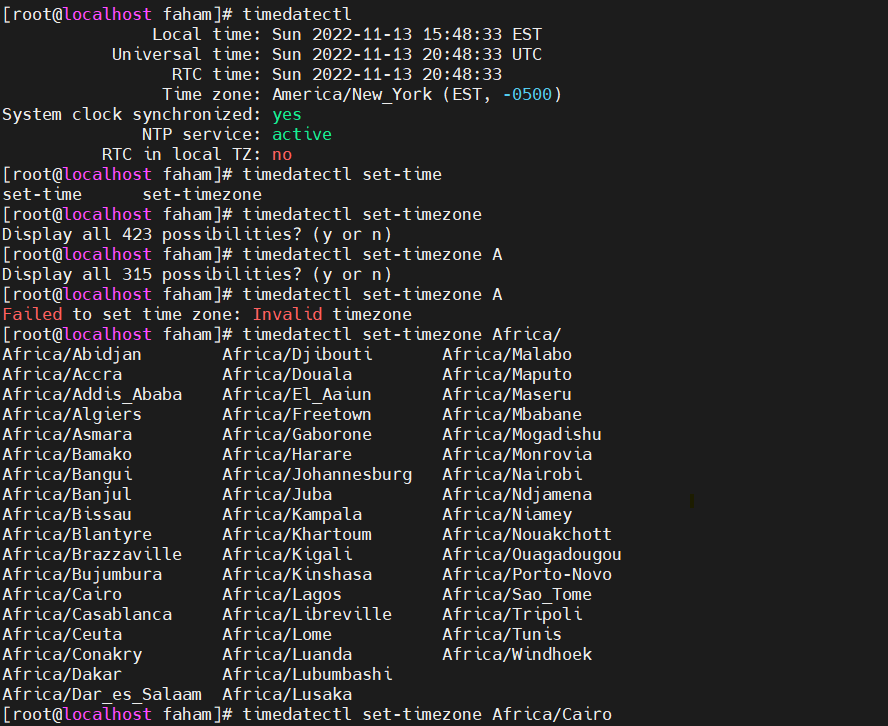 [root@localhost faham]# timedatectl
               Local time: Sun 2022-11-13 15:48:33 EST
           Universal time: Sun 2022-11-13 20:48:33 UTC
                 RTC time: Sun 2022-11-13 20:48:33
                Time zone: America/New_York (EST, -0500)
System clock synchronized: yes
              NTP service: active
          RTC in local TZ: no
[root@localhost faham]# timedatectl set-time
set-time      set-timezone
[root@localhost faham]# timedatectl set-timezone
Display all 423 possibilities? (y or n)
[root@localhost faham]# timedatectl set-timezone A
Display all 315 possibilities? (y or n)
[root@localhost faham]# timedatectl set-timezone A
Failed to set time zone: Invalid timezone
[root@localhost faham]# timedatectl set-timezone Africa/
Africa/Abidjan        Africa/Djibouti       Africa/Malabo
Africa/Accra          Africa/Douala         Africa/Maputo
Africa/Addis_Ababa    Africa/El_Aaiun       Africa/Maseru
Africa/Algiers        Africa/Freetown       Africa/Mbabane
Africa/Asmara         Africa/Gaborone       Africa/Mogadishu
Africa/Bamako         Africa/Harare         Africa/Monrovia
Africa/Bangui         Africa/Johannesburg   Africa/Nairobi
Africa/Banjul         Africa/Juba           Africa/Ndjamena
Africa/Bissau         Africa/Kampala        Africa/Niamey
Africa/Blantyre       Africa/Khartoum       Africa/Nouakchott
Africa/Brazzaville    Africa/Kigali         Africa/Ouagadougou
Africa/Bujumbura      Africa/Kinshasa       Africa/Porto-Novo
Africa/Cairo          Africa/Lagos          Africa/Sao_Tome
Africa/Casablanca     Africa/Libreville     Africa/Tripoli
Africa/Ceuta          Africa/Lome           Africa/Tunis
Africa/Conakry        Africa/Luanda         Africa/Windhoek
Africa/Dakar          Africa/Lubumbashi
Africa/Dar_es_Salaam  Africa/Lusaka
[root@localhost faham]# timedatectl set-timezone Africa/Cairo